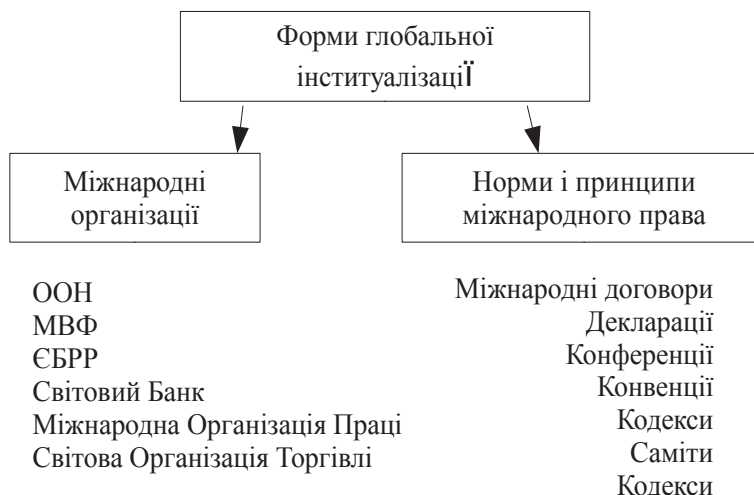 Форми глобальної
інституалізації
Міжнародні
організації
Норми і принципи
міжнародного права
ООН
МВФ
ЄБРР
Світовий Банк
Міжнародна Організація Праці
Світова Організація Торгівлі
Міжнародні договори
Декларації
Конференції
Конвенції
Кодекси
Саміти
Кодекси